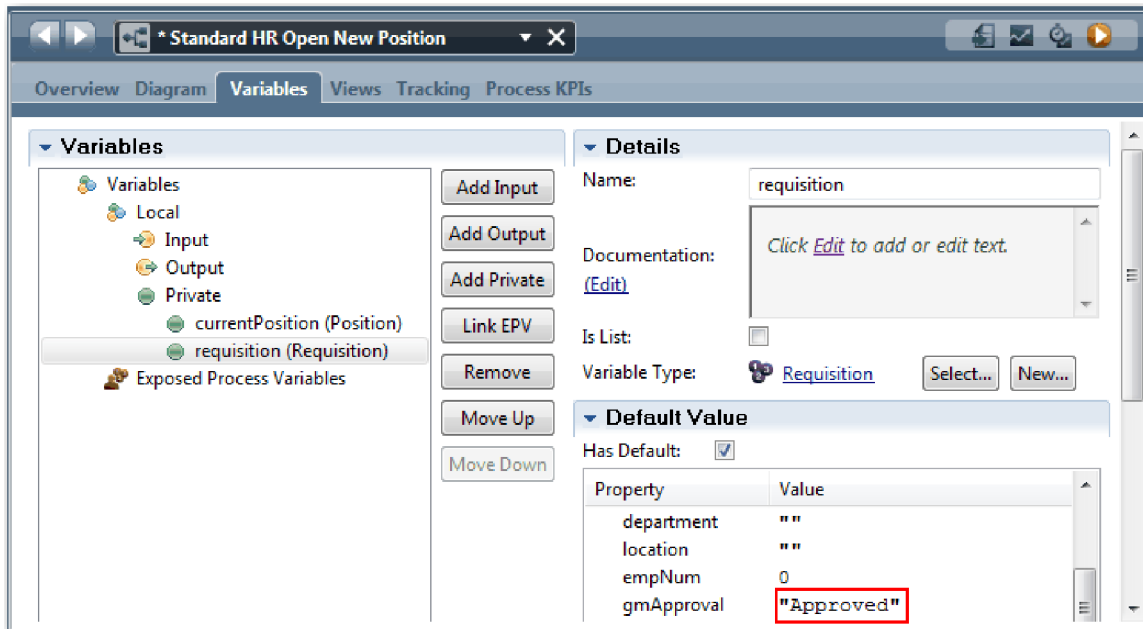 * Standard HR Open New Position
Overview Diagram Variables Views Tracking Process KPIs
Variables
Variables
Local
Input
Output
Private
currentPosition (Position)
requisition (Requisition)
Exposed Process Variables
Add Input
Add Output
Add Private
Link EPV
Remove
Move Up
Move Down
Details
Name: requisition
Documentation:
(Edit)
Click Edit to add or edit text.
Is List:
Variable Type: Requisition Select... New...
Default Value
Has Default:
Property Value
department ""
location ""
empNum 0
gmApproval "Approved"